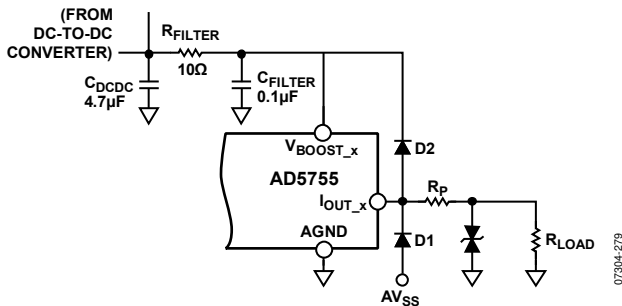 (FROM
DC-TO-DC
CONVERTER)
R_FILTER
10Ω
C_DCDC
4.7µF
C_FILTER
0.1µF
V_BOOST_x
AD5755
I_OUT_x
AGND
D2
R_P
D1
R_LOAD
AV_SS
07304-279